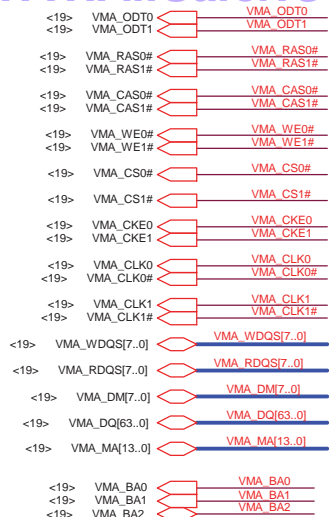 <19> VMA_ODT0 VMA_ODT0
<19> VMA_ODT1 VMA_ODT1
<19> VMA_RAS0# VMA_RAS0#
<19> VMA_RAS1# VMA_RAS1#
<19> VMA_CAS0# VMA_CAS0#
<19> VMA_CAS1# VMA_CAS1#
<19> VMA_WE0# VMA_WE0#
<19> VMA_WE1# VMA_WE1#
<19> VMA_CS0# VMA_CS0#
<19> VMA_CS1# VMA_CS1#
<19> VMA_CKE0 VMA_CKE0
<19> VMA_CKE1 VMA_CKE1
<19> VMA_CLK0 VMA_CLK0
<19> VMA_CLK0# VMA_CLK0#
<19> VMA_CLK1 VMA_CLK1
<19> VMA_CLK1# VMA_CLK1#
<19> VMA_WDQS[7..0] VMA_WDQS[7..0]
<19> VMA_RDQS[7..0] VMA_RDQS[7..0]
<19> VMA_DM[7..0] VMA_DM[7..0]
<19> VMA_DQ[63..0] VMA_DQ[63..0]
<19> VMA_MA[13..0] VMA_MA[13..0]
<19> VMA_BA0 VMA_BA0
<19> VMA_BA1 VMA_BA1
<19> VMA_BA2 VMA_BA2